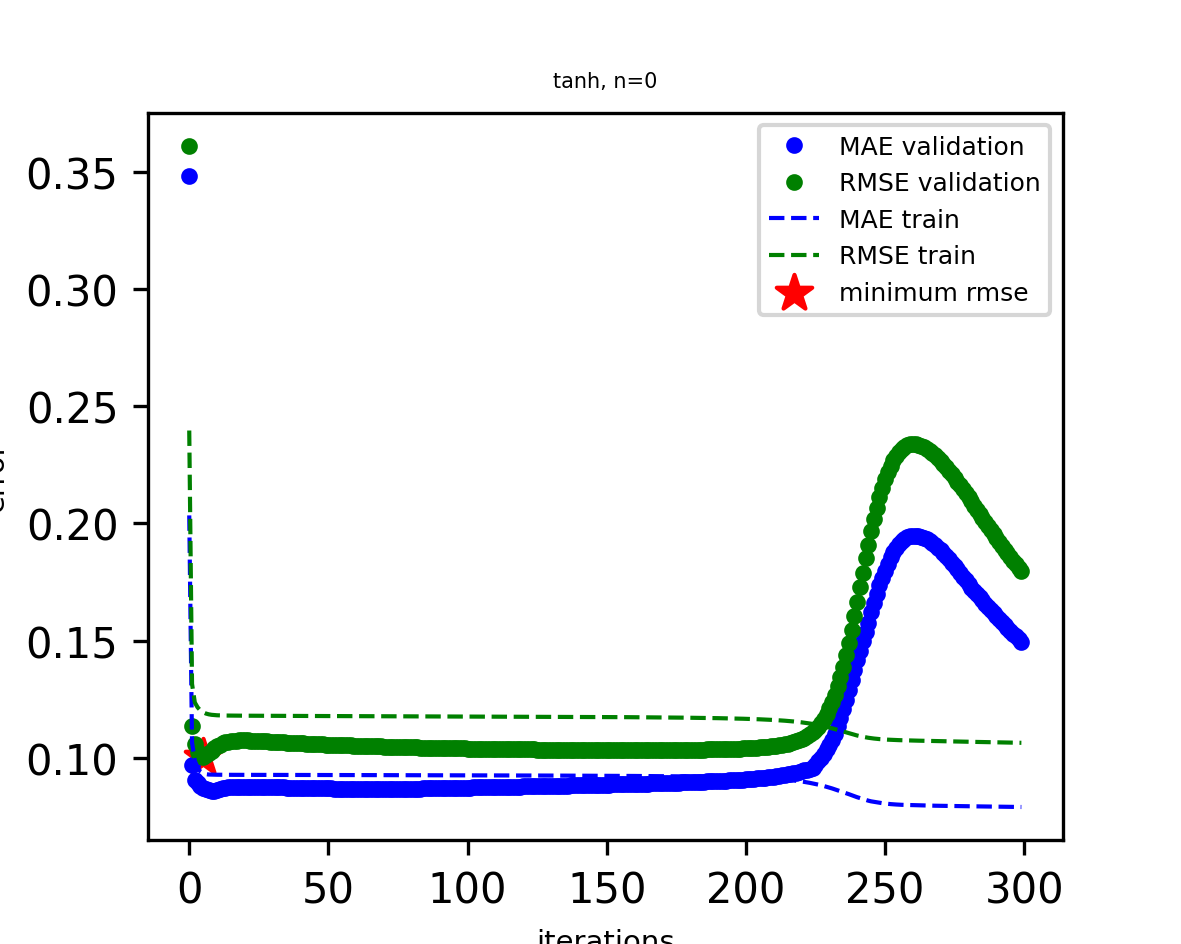 tanh, n=0
MAE validation
RMSE validation
MAE train
RMSE train
minimum rmse
0.35
0.30
0.25
0.20
0.15
0.10
error
0 50 100 150 200 250 300
iterations